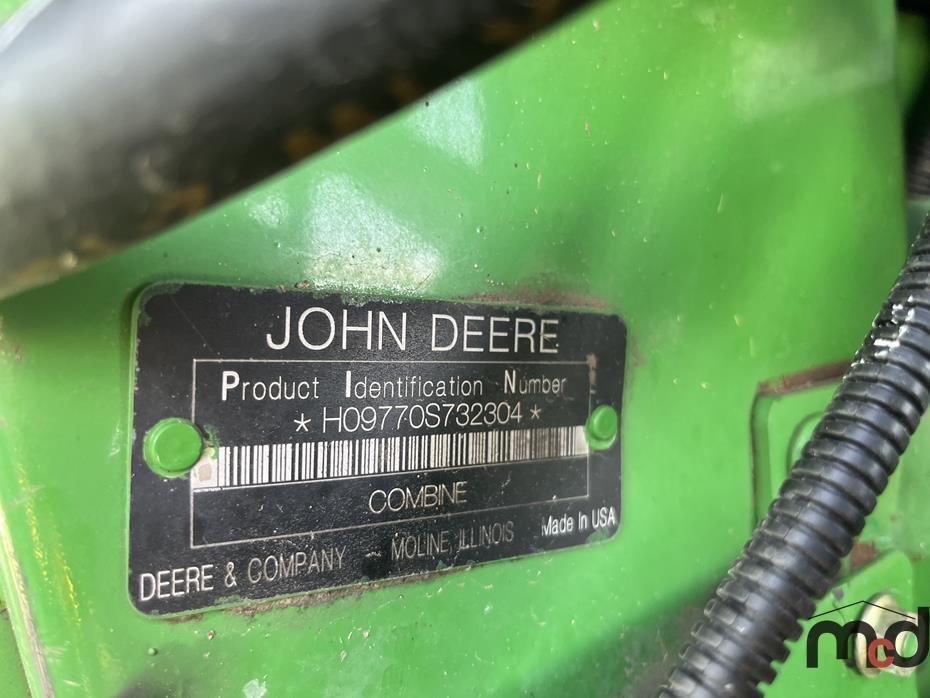 JOHN DEERE
Product Identification Number
* H09770S732304 *
COMBINE
DEERE & COMPANY MOLINE, ILLINOIS Made in USA
mcd